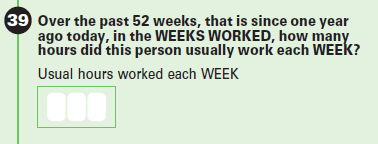 39 Over the past 52 weeks, that is since one year
ago today, in the WEEKS WORKED, how many
hours did this person usually work each WEEK?
Usual hours worked each WEEK